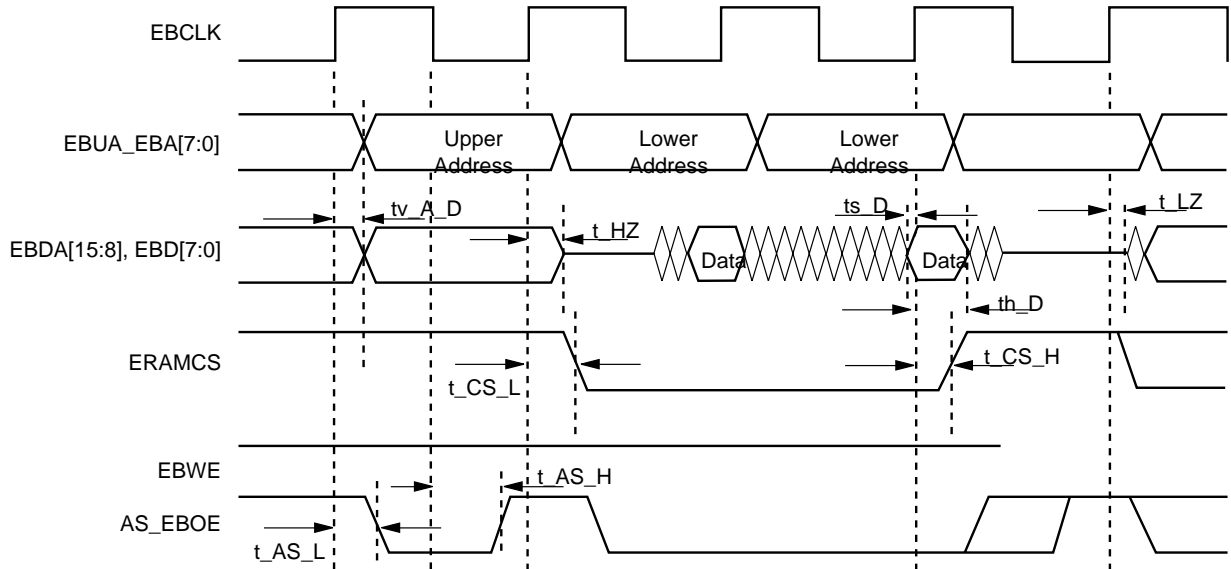 EBCLK
EBUA_EBA[7:0]
Upper
Address
Lower
Address
Lower
Address
tv_A_D
ts_D
t_LZ
EBDA[15:8], EBD[7:0]
t_HZ
Data
Data
th_D
ERAMCS
t_CS_L
t_CS_H
EBWE
t_AS_H
AS_EBOE
t_AS_L